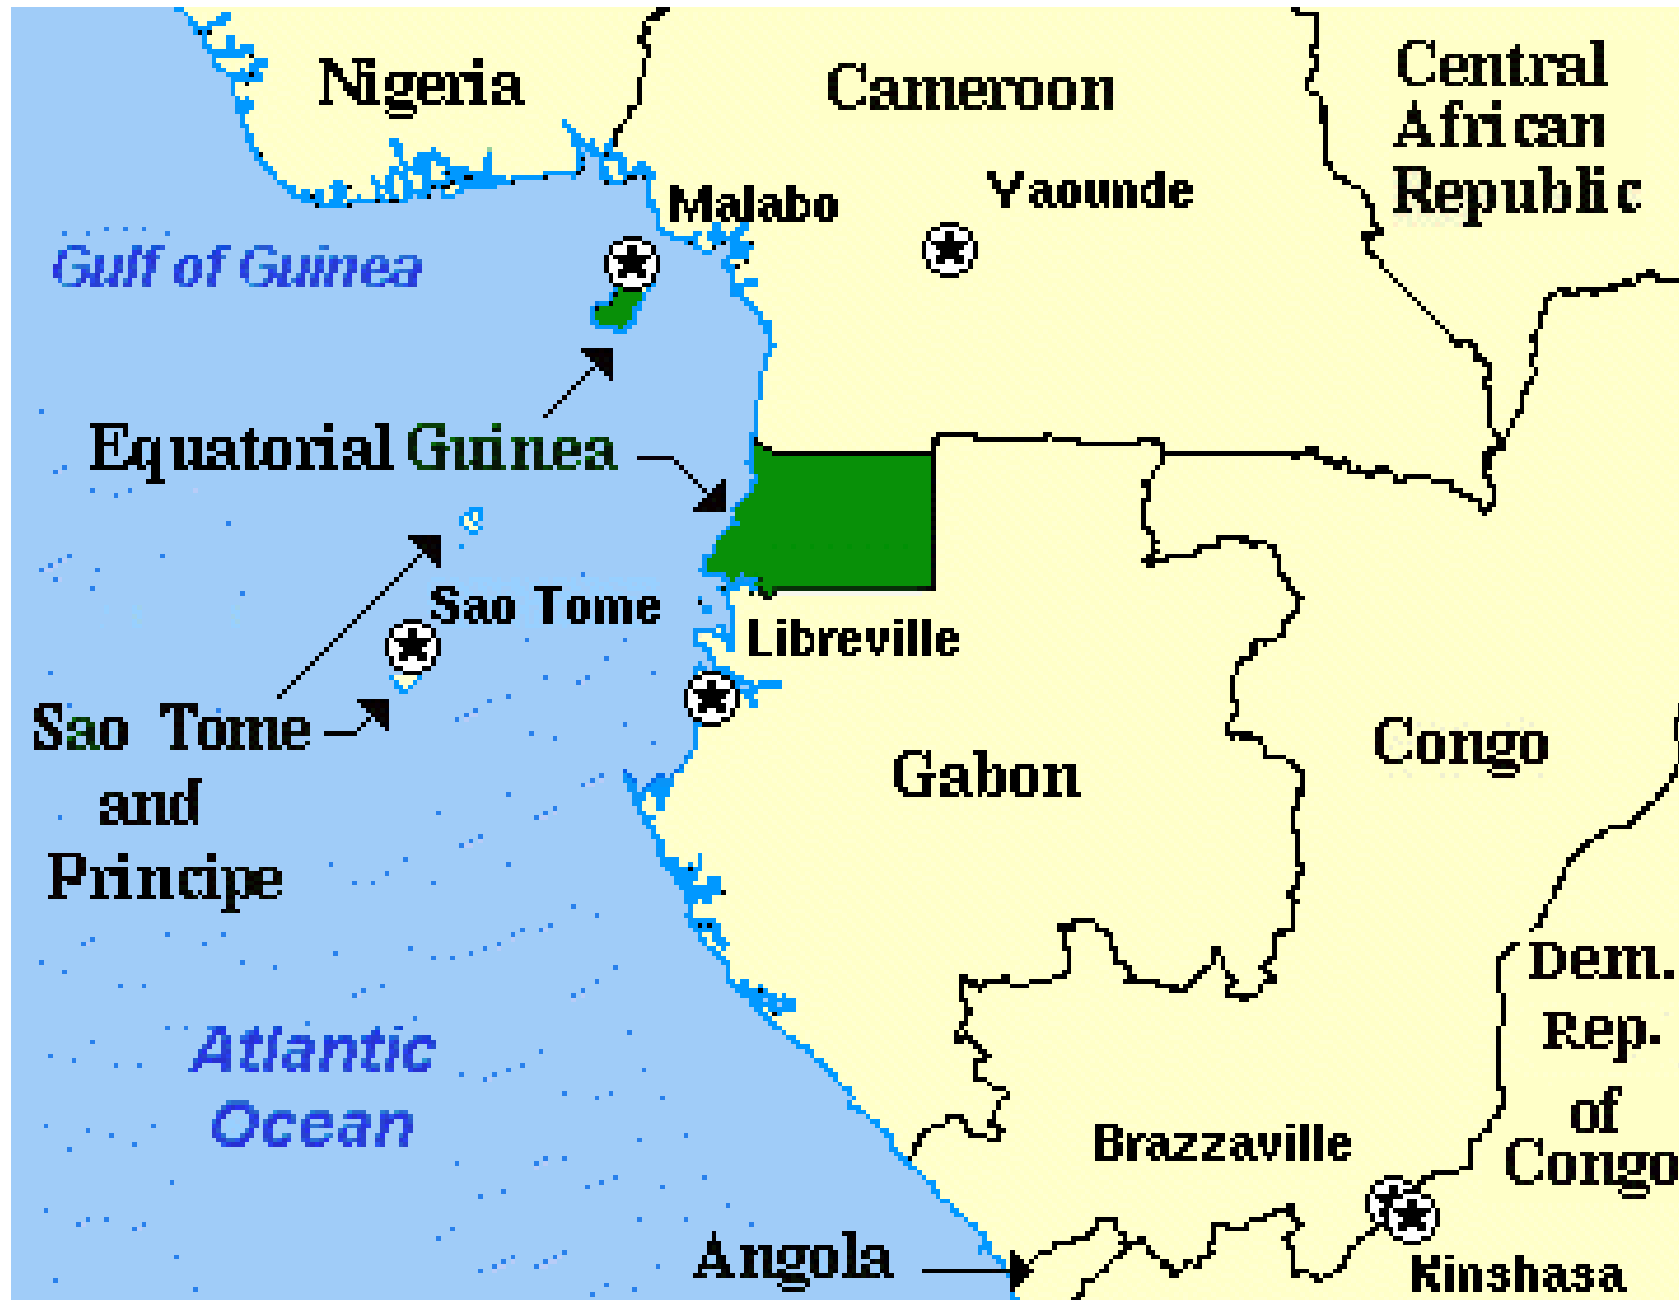 Nigeria
Cameroon
Central
African
Republic
Malabo
Yaounde
Gulf of Guinea
Equatorial Guinea
Sao Tome
Libreville
Sao Tome
and
Principe
Gabon
Congo
Dem.
Rep.
of
Congo
Atlantic
Ocean
Brazzaville
Angola
Kinshasa